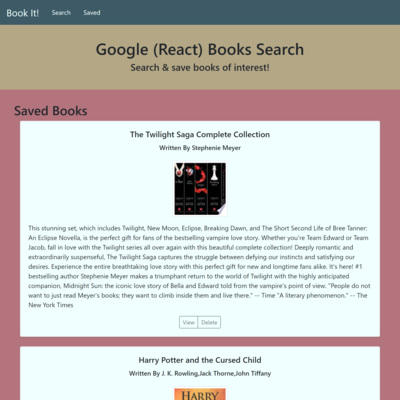 Book It! Search Saved
Google (React) Books Search
Search & save books of interest!
Saved Books
The Twilight Saga Complete Collection
Written By Stephenie Meyer
This stunning set, which includes Twilight, New Moon, Eclipse, Breaking Dawn, and The Short Second Life of Bree Tanner:
An Eclipse Novella, is the perfect gift for fans of the bestselling vampire love story. Whether you're Team Edward or Team
Jacob, fall in love with the Twilight series all over again with this beautiful complete collection! Deeply romantic and
extraordinarily suspenseful, The Twilight Saga captures the struggle between defying our instincts and satisfying our
desires. Experience the entire breathtaking love story with this perfect gift for new and longtime fans alike. It's here! #1
bestselling author Stephenie Meyer makes a triumphant return to the world of Twilight with the highly anticipated
companion, Midnight Sun: the iconic love story of Bella and Edward told from the vampire's point of view. "People do not
want to just read Meyer's books; they want to climb inside them and live there." -- Time "A literary phenomenon." -- The
New York Times
View Delete
Harry Potter and the Cursed Child
Written By J. K. Rowling,Jack Thorne,John Tiffany
HARRY